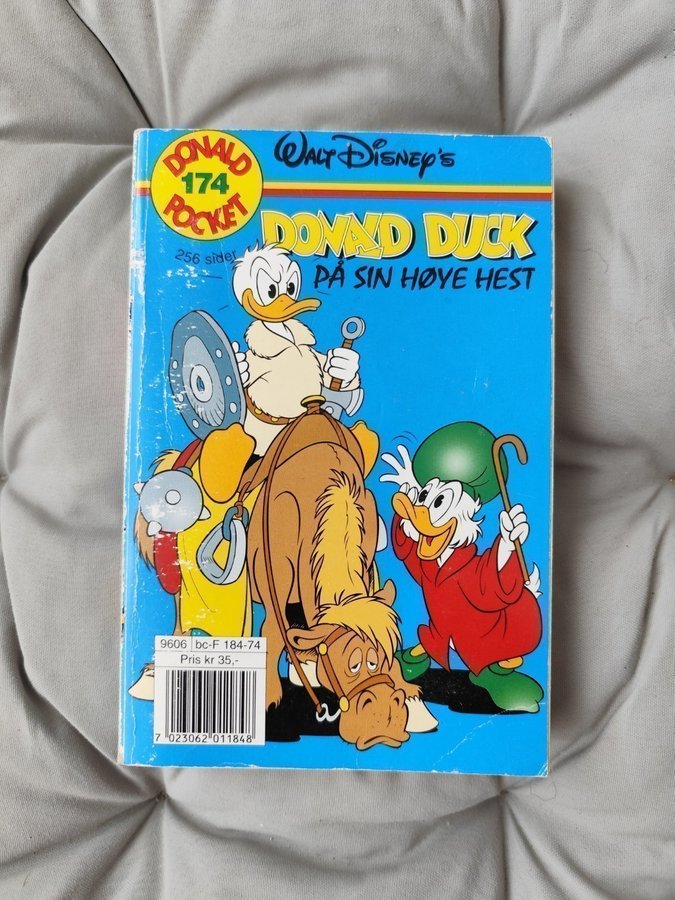 DONALD
174
POCKET
WALT DISNEY'S
256 sider
DONALD DUCK
PÅ SIN HØYE HEST
9606 bc-F 184-74
Pris kr 35,-
7 023062 011848